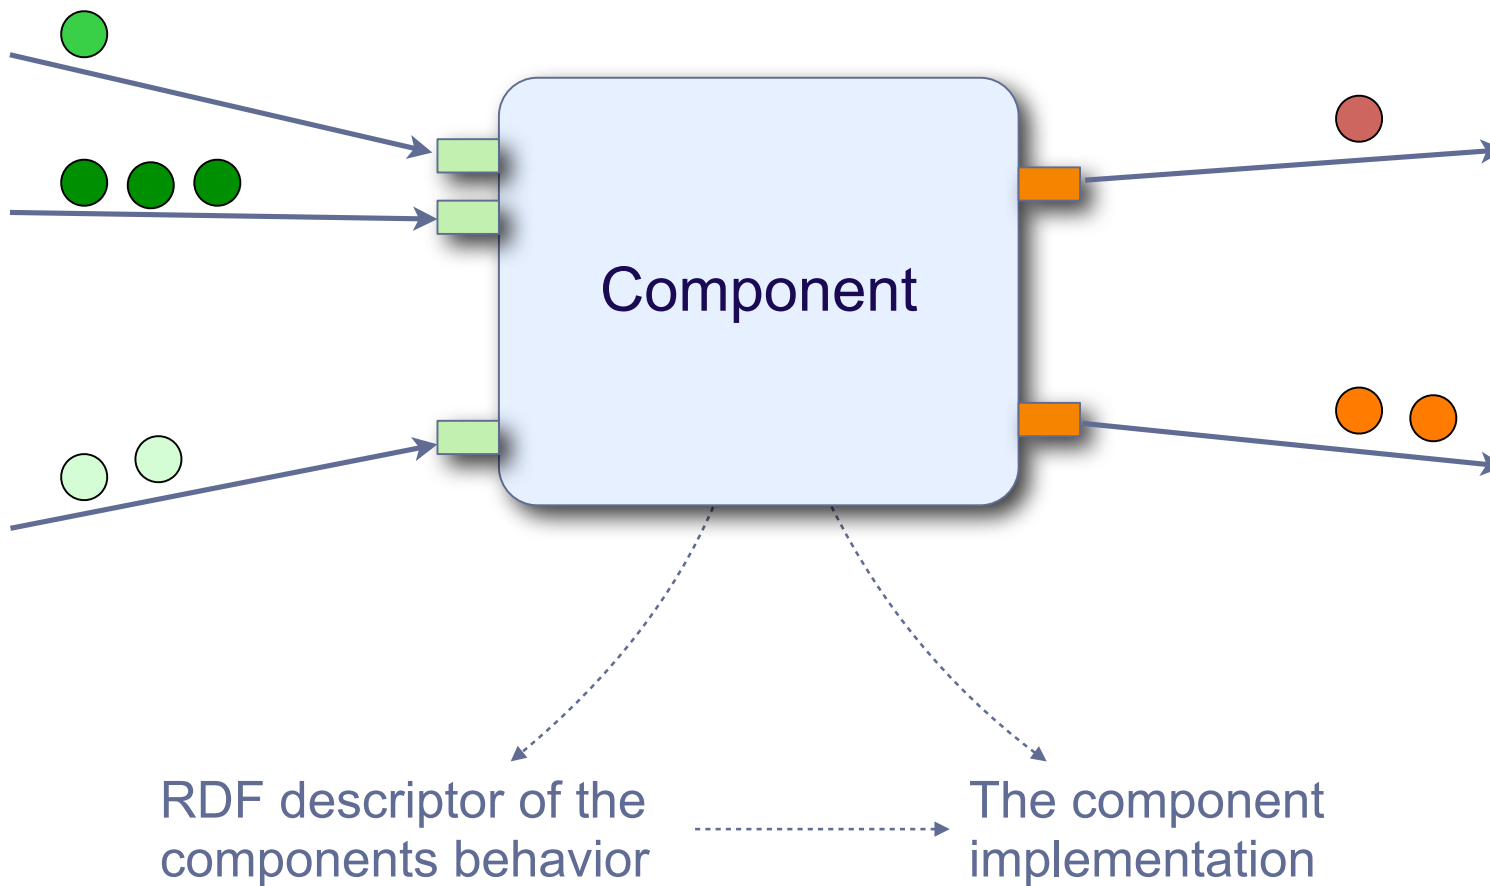 Component
RDF descriptor of the
components behavior
The component
implementation